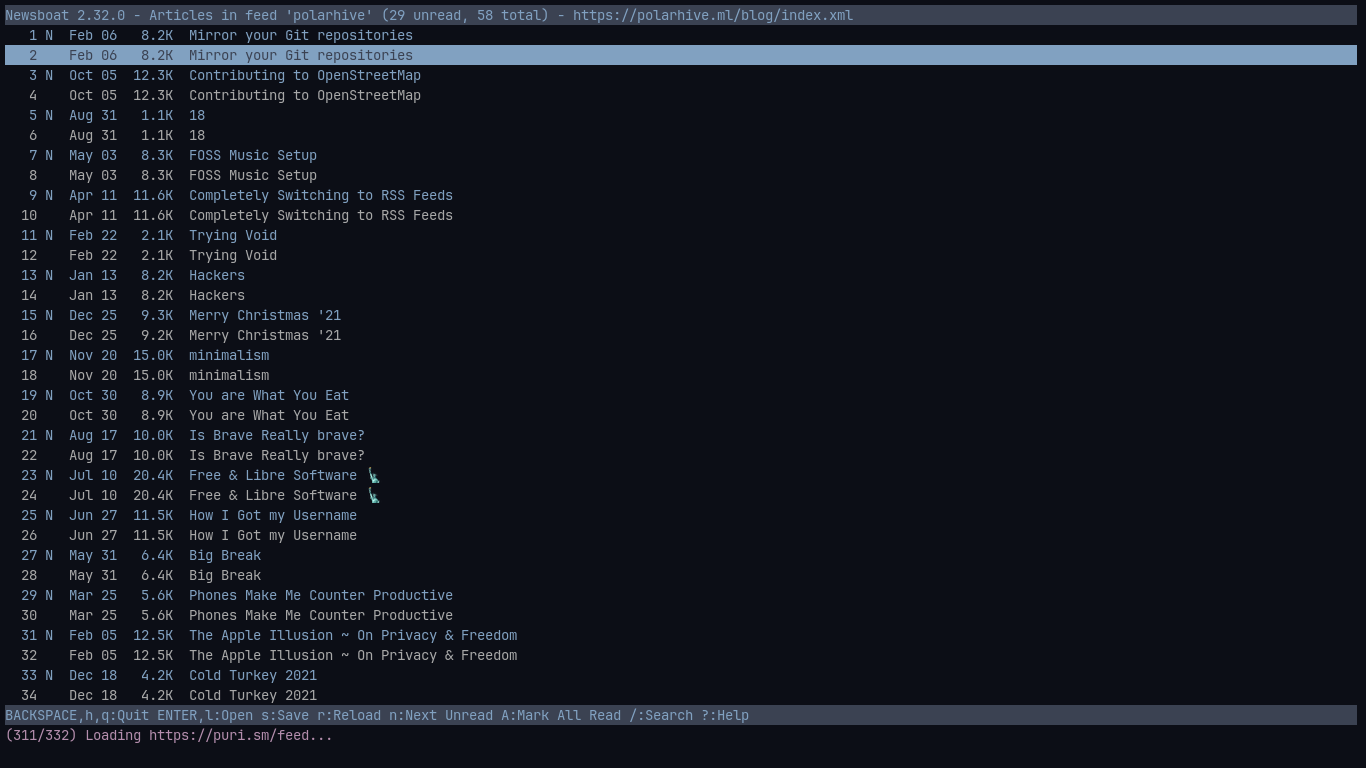 Newsboat 2.32.0 - Articles in feed 'polarhive' (29 unread, 58 total) - https://polarhive.ml/blog/index.xml
1 N  Feb 06   8.2K  Mirror your Git repositories
2    Feb 06   8.2K  Mirror your Git repositories
3 N  Oct 05  12.3K  Contributing to OpenStreetMap
4    Oct 05  12.3K  Contributing to OpenStreetMap
5 N  Aug 31   1.1K  18
6    Aug 31   1.1K  18
7 N  May 03   8.3K  FOSS Music Setup
8    May 03   8.3K  FOSS Music Setup
9 N  Apr 11  11.6K  Completely Switching to RSS Feeds
10    Apr 11  11.6K  Completely Switching to RSS Feeds
11 N  Feb 22   2.1K  Trying Void
12    Feb 22   2.1K  Trying Void
13 N  Jan 13   8.2K  Hackers
14    Jan 13   8.2K  Hackers
15 N  Dec 25   9.3K  Merry Christmas '21
16    Dec 25   9.2K  Merry Christmas '21
17 N  Nov 20  15.0K  minimalism
18    Nov 20  15.0K  minimalism
19 N  Oct 30   8.9K  You are What You Eat
20    Oct 30   8.9K  You are What You Eat
21 N  Aug 17  10.0K  Is Brave Really brave?
22    Aug 17  10.0K  Is Brave Really brave?
23 N  Jul 10  20.4K  Free & Libre Software 🗽
24    Jul 10  20.4K  Free & Libre Software 🗽
25 N  Jun 27  11.5K  How I Got my Username
26    Jun 27  11.5K  How I Got my Username
27 N  May 31   6.4K  Big Break
28    May 31   6.4K  Big Break
29 N  Mar 25   5.6K  Phones Make Me Counter Productive
30    Mar 25   5.6K  Phones Make Me Counter Productive
31 N  Feb 05  12.5K  The Apple Illusion ~ On Privacy & Freedom
32    Feb 05  12.5K  The Apple Illusion ~ On Privacy & Freedom
33 N  Dec 18   4.2K  Cold Turkey 2021
34    Dec 18   4.2K  Cold Turkey 2021
BACKSPACE,h,q:Quit ENTER,l:Open s:Save r:Reload n:Next Unread A:Mark All Read /:Search ?:Help
(311/332) Loading https://puri.sm/feed...